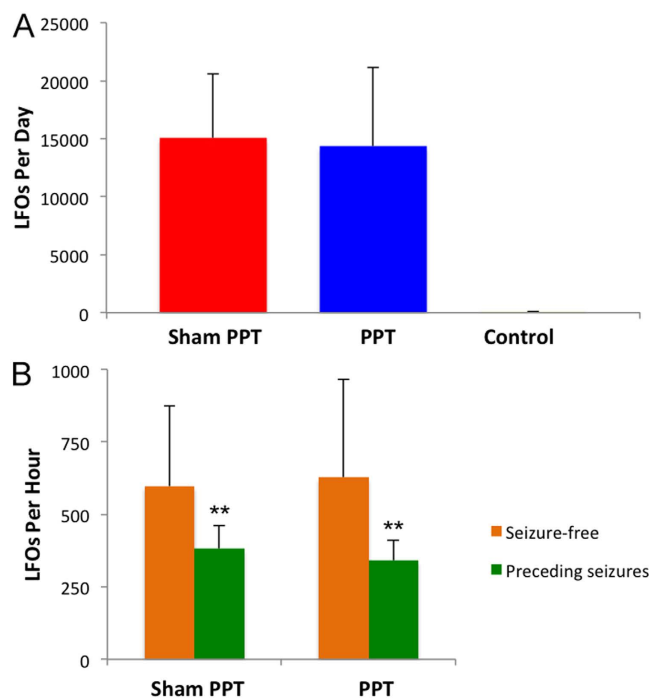 A
LFOs Per Day
25000
20000
15000
10000
5000
0
Sham PPT
PPT
Control
B
LFOs Per Hour
1000
750
500
250
0
**
**
Seizure-free
Preceding seizures
Sham PPT
PPT